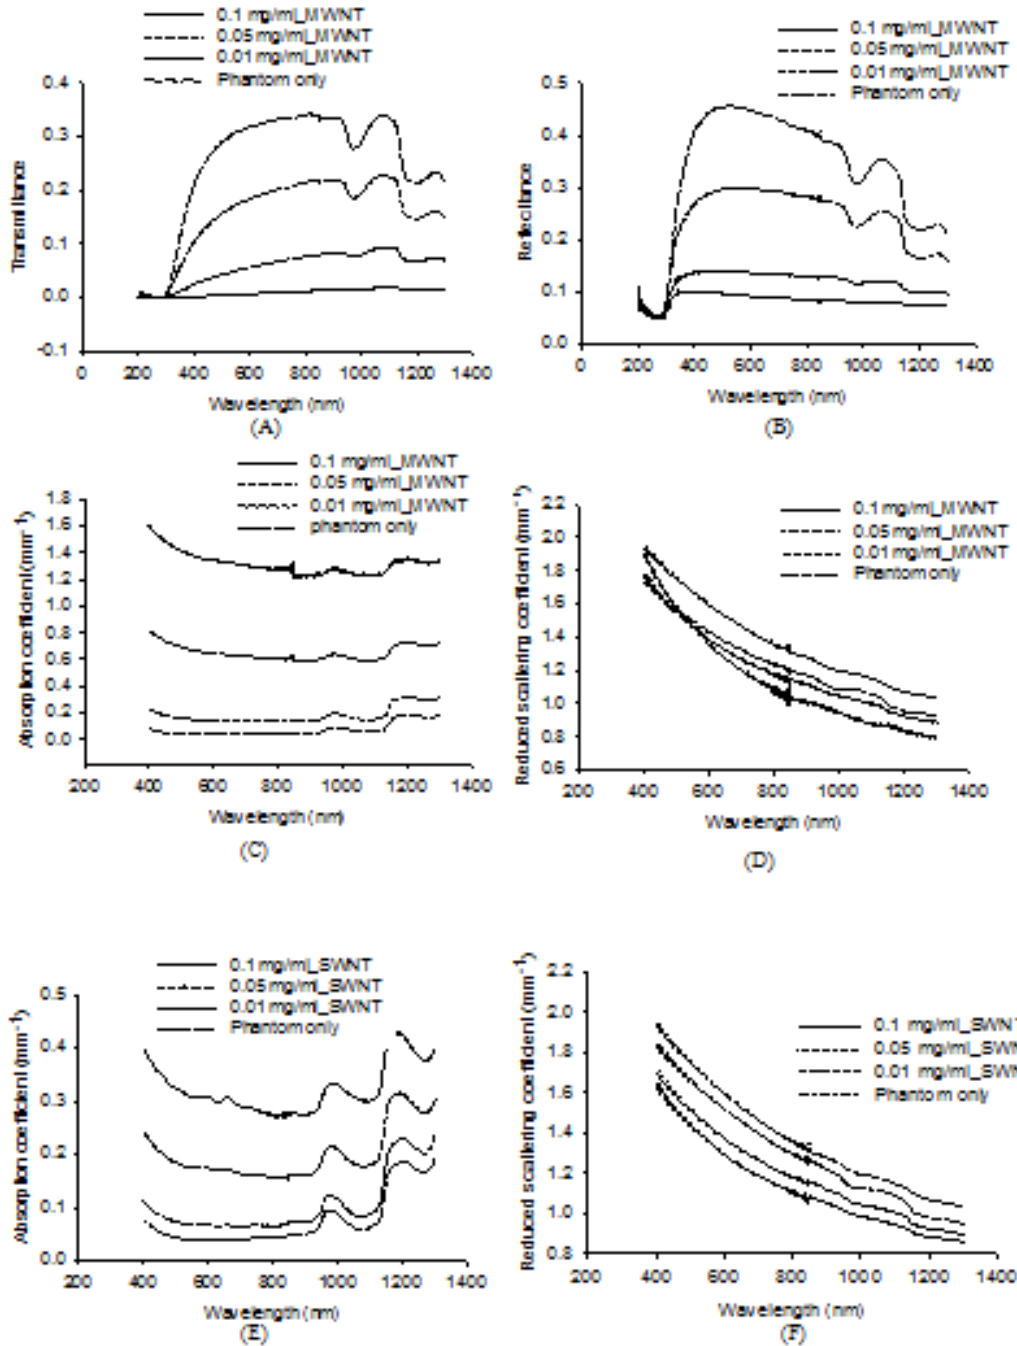 0.1 mg/ml_MWNT
0.05 mg/ml_MWNT
0.01 mg/ml_MWNT
Phantom only
0.4
0.3
0.2
0.1
0.0
-0.1
Transmittance
0 200 400 600 800 1000 1200 1400
Wavelength (nm)
(A)
0.1 mg/ml_MWNT
0.05 mg/ml_MWNT
0.01 mg/ml_MWNT
Phantom only
0.5
0.4
0.3
0.2
0.1
0.0
Reflectance
0 200 400 600 800 1000 1200 1400
Wavelength (nm)
(B)
0.1 mg/ml_MWNT
0.05 mg/ml_MWNT
0.01 mg/ml_MWNT
phantom only
1.8
1.6
1.4
1.2
1.0
0.8
0.6
0.4
0.2
0.0
Absorption coefficient (mm⁻¹)
200 400 600 800 1000 1200 1400
Wavelength (nm)
(C)
0.1 mg/ml_MWNT
0.05 mg/ml_MWNT
0.01 mg/ml_MWNT
Phantom only
2.2
2.0
1.8
1.6
1.4
1.2
1.0
0.8
0.6
Reduced scattering coefficient (mm⁻¹)
200 400 600 800 1000 1200 1400
Wavelength (nm)
(D)
0.1 mg/ml_SWNT
0.05 mg/ml_SWNT
0.01 mg/ml_SWNT
Phantom only
0.5
0.4
0.3
0.2
0.1
0.0
Absorption coefficient (mm⁻¹)
200 400 600 800 1000 1200 1400
Wavelength (nm)
(E)
0.1 mg/ml_SWNT
0.05 mg/ml_SWN
0.01 mg/ml_SWN
Phantom only
2.2
2.0
1.8
1.6
1.4
1.2
1.0
0.8
Reduced scattering coefficient (mm⁻¹)
200 400 600 800 1000 1200 1400
Wavelength (nm)
(F)